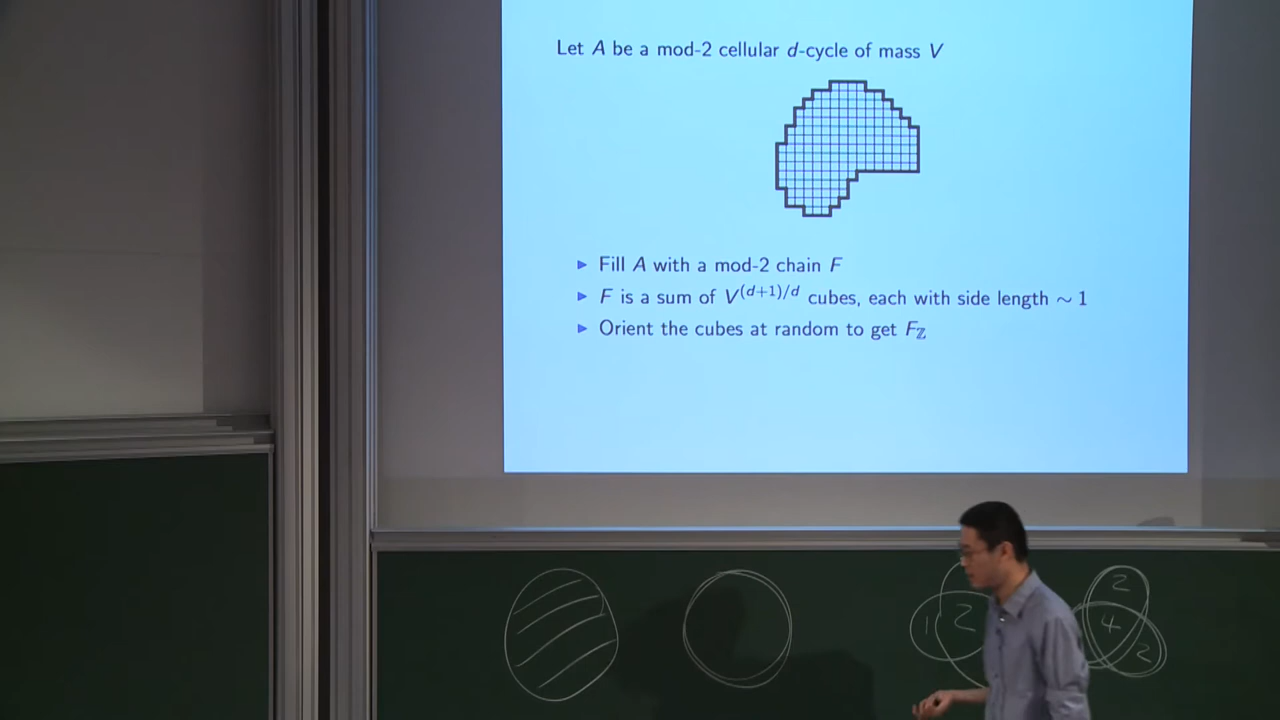 Let A be a mod-2 cellular d-cycle of mass V
▶ Fill A with a mod-2 chain F
▶ F is a sum of V^{(d+1)/d} cubes, each with side length ∼ 1
▶ Orient the cubes at random to get F_ℤ
1 2
2
4
2